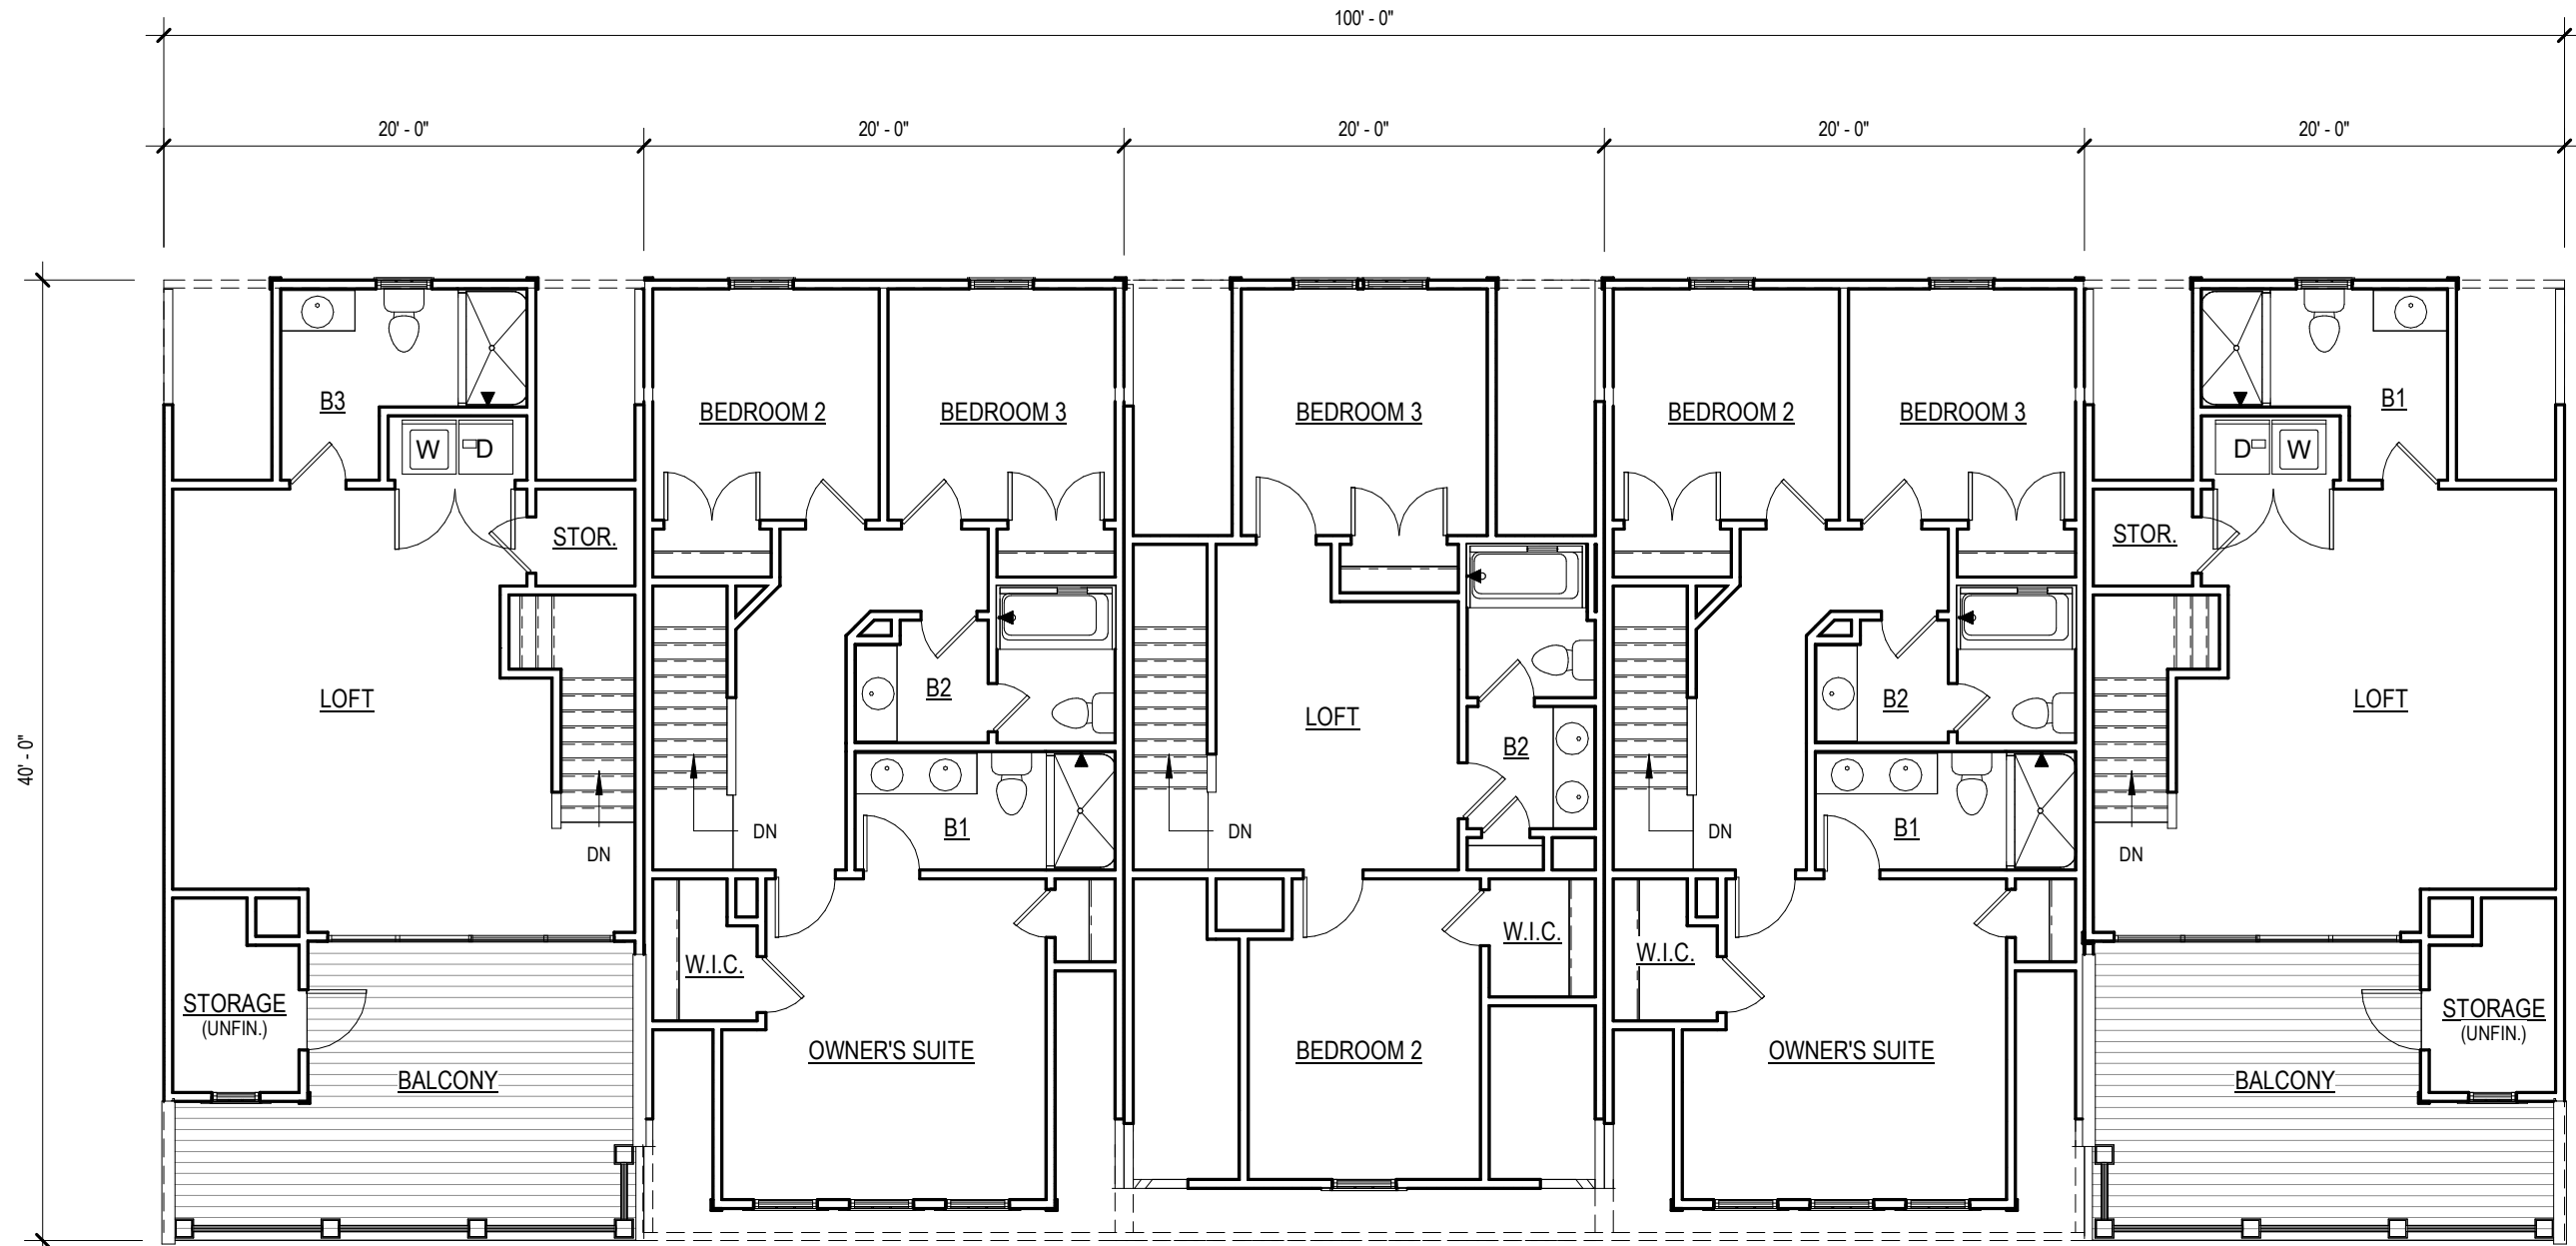 100' - 0"
20' - 0"
20' - 0"
20' - 0"
20' - 0"
20' - 0"
40' - 0"
B3
W
D
STOR.
LOFT
DN
STORAGE
(UNFIN.)
BALCONY
BEDROOM 2
BEDROOM 3
B2
DN
B1
W.I.C.
OWNER'S SUITE
BEDROOM 3
LOFT
B2
DN
W.I.C.
BEDROOM 2
BEDROOM 2
BEDROOM 3
B2
DN
B1
W.I.C.
OWNER'S SUITE
B1
D
W
STOR.
LOFT
DN
STORAGE
(UNFIN.)
BALCONY